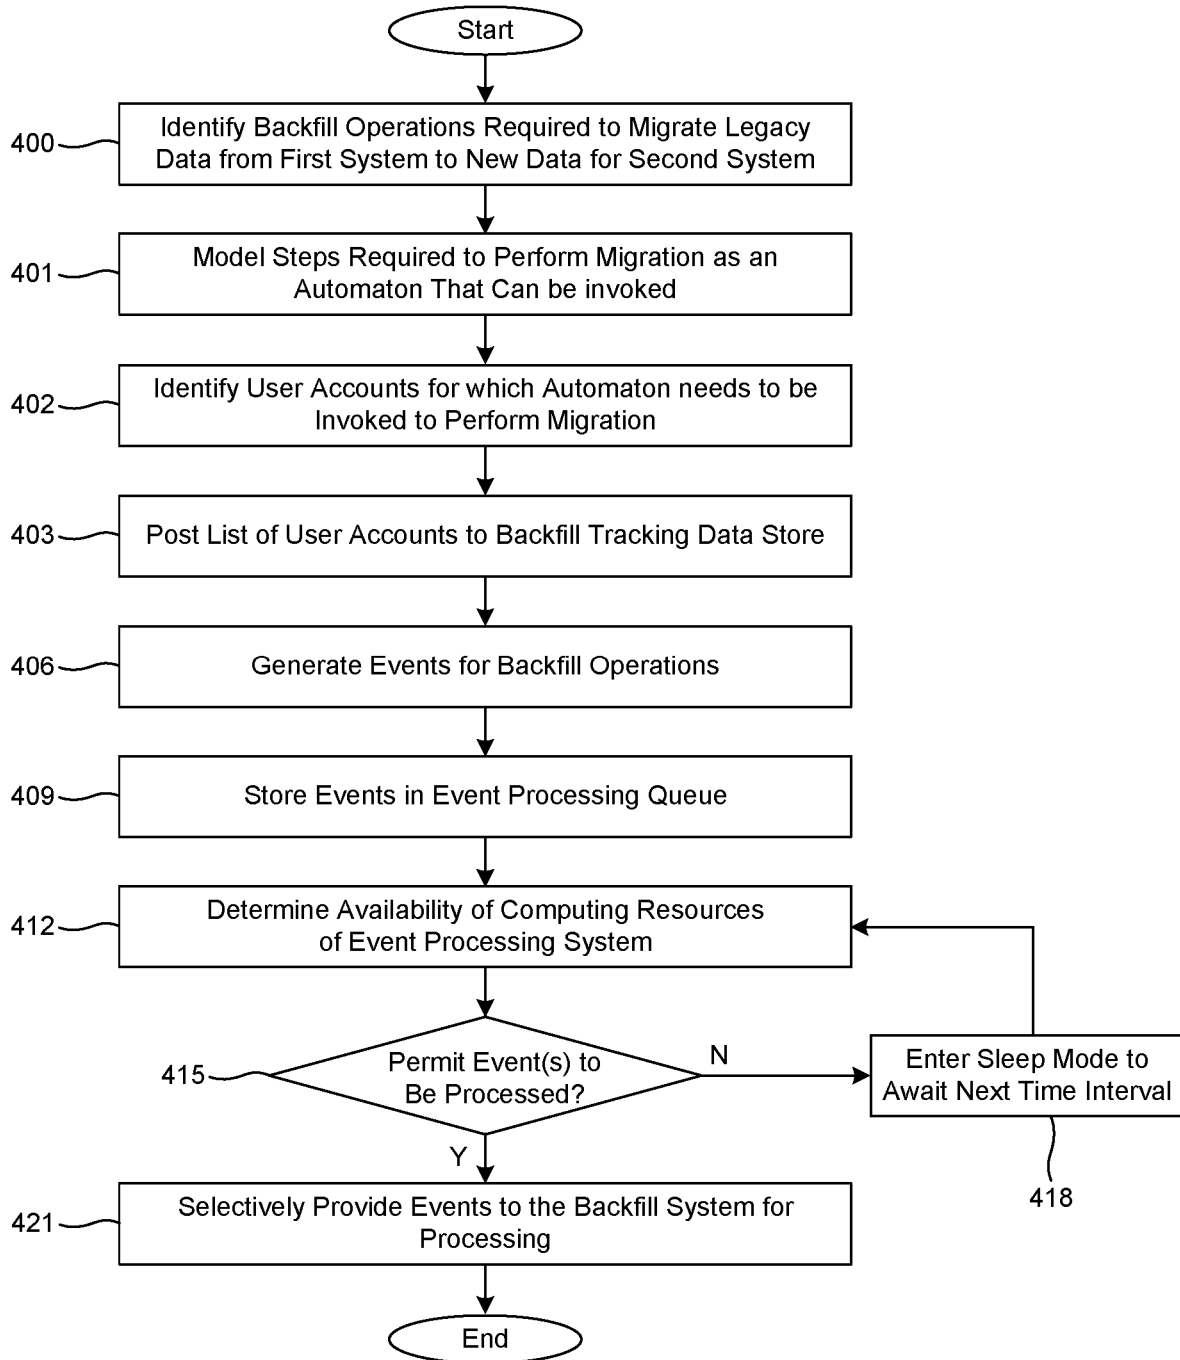 Start
400
Identify Backfill Operations Required to Migrate Legacy
Data from First System to New Data for Second System
401
Model Steps Required to Perform Migration as an
Automaton That Can be invoked
402
Identify User Accounts for which Automaton needs to be
Invoked to Perform Migration
403
Post List of User Accounts to Backfill Tracking Data Store
406
Generate Events for Backfill Operations
409
Store Events in Event Processing Queue
412
Determine Availability of Computing Resources
of Event Processing System
415
Permit Event(s) to
Be Processed?
N
Enter Sleep Mode to
Await Next Time Interval
418
Y
421
Selectively Provide Events to the Backfill System for
Processing
End